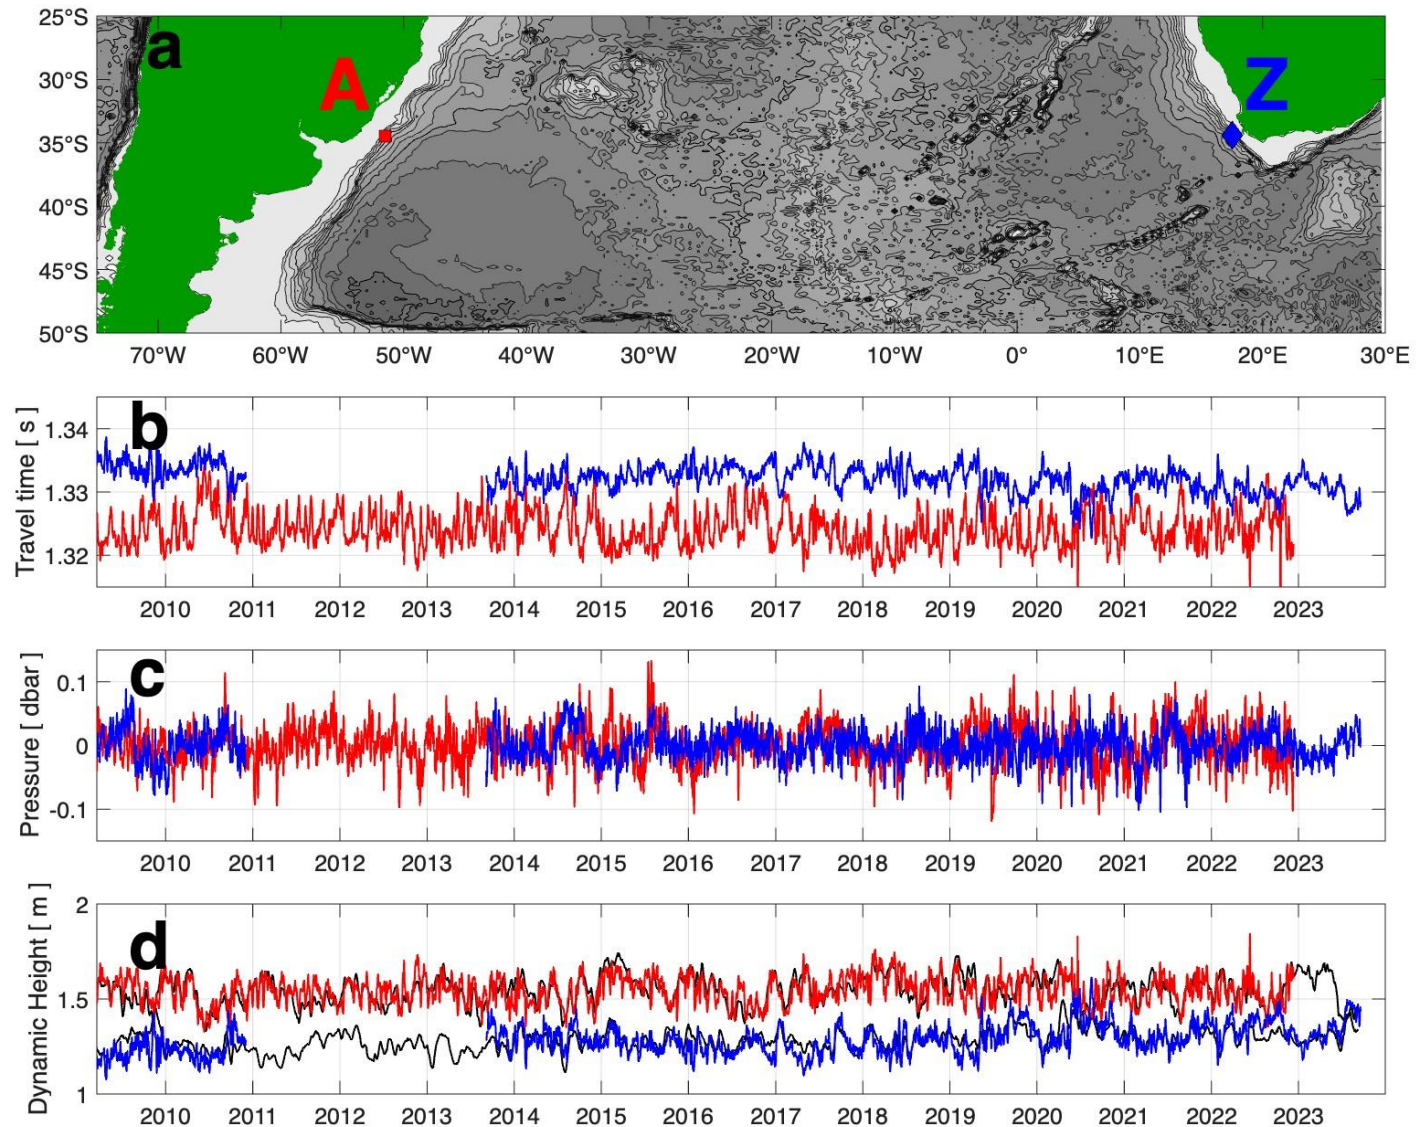 25°S
30°S
35°S
40°S
45°S
50°S
a
A
Z
70°W 60°W 50°W 40°W 30°W 20°W 10°W 0° 10°E 20°E 30°E
b
Travel time [ s ]
1.34
1.33
1.32
2010 2011 2012 2013 2014 2015 2016 2017 2018 2019 2020 2021 2022 2023
c
Pressure [ dbar ]
0.1
0
-0.1
2010 2011 2012 2013 2014 2015 2016 2017 2018 2019 2020 2021 2022 2023
d
Dynamic Height [ m ]
2
1.5
1
2010 2011 2012 2013 2014 2015 2016 2017 2018 2019 2020 2021 2022 2023